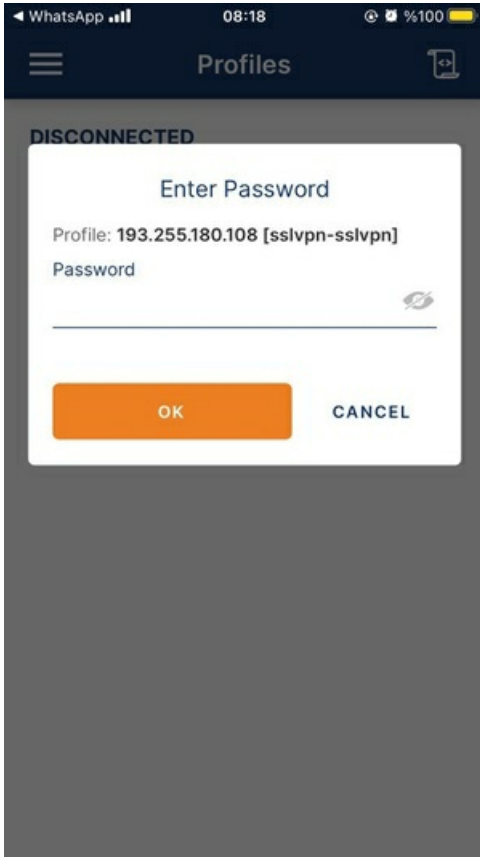 WhatsApp 08:18 %100
Profiles
DISCONNECTED
Enter Password
Profile: 193.255.180.108 [sslvpn-sslvpn]
Password
OK CANCEL